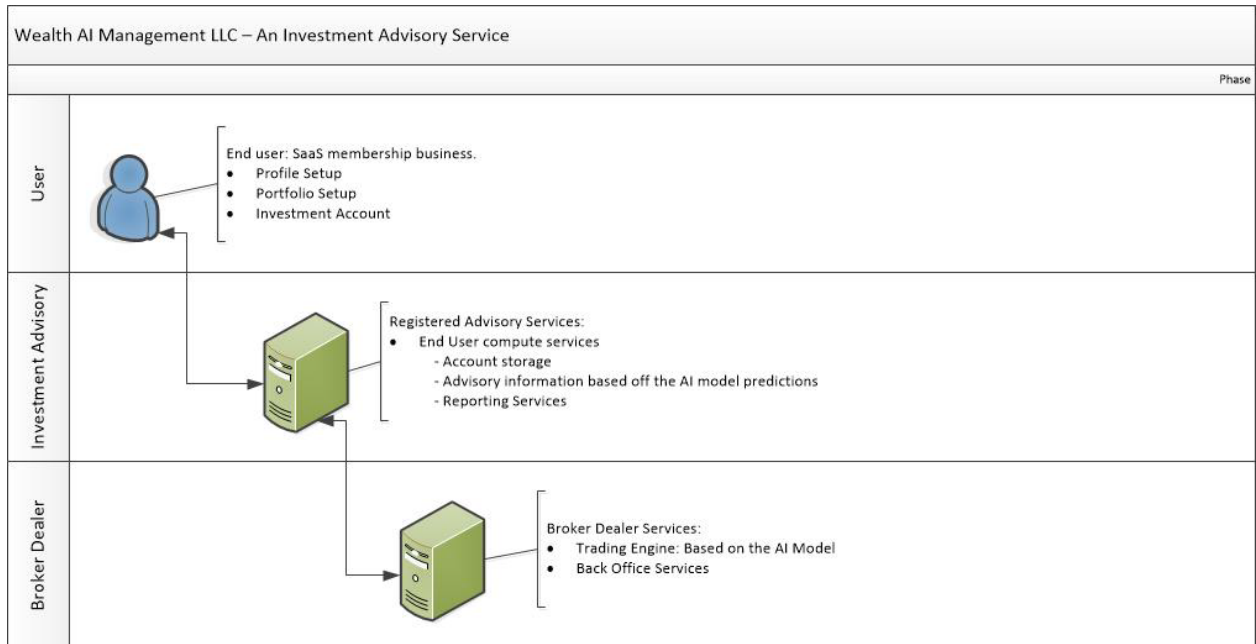 Wealth AI Management LLC – An Investment Advisory Service
Phase
User
End user: SaaS membership business.
• Profile Setup
• Portfolio Setup
• Investment Account
Investment Advisory
Registered Advisory Services:
• End User compute services
- Account storage
- Advisory information based off the AI model predictions
- Reporting Services
Broker Dealer
Broker Dealer Services:
• Trading Engine: Based on the AI Model
• Back Office Services